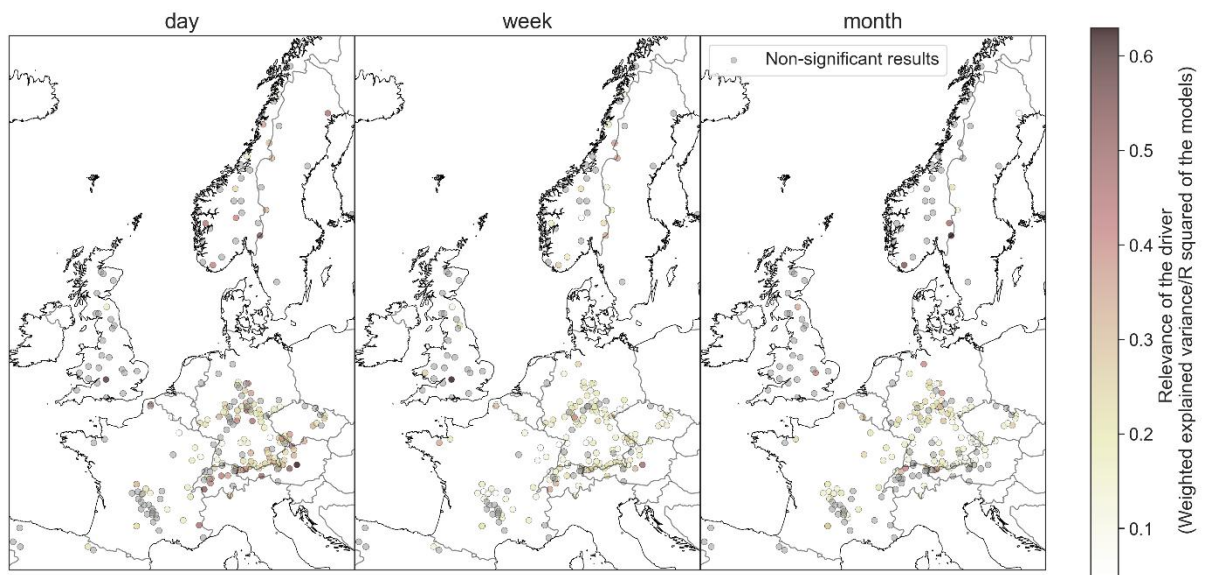 day
week
month
Non-significant results
0.6
0.5
0.4
0.3
0.2
0.1
Relevance of the driver
(Weighted explained variance/R squared of the models)